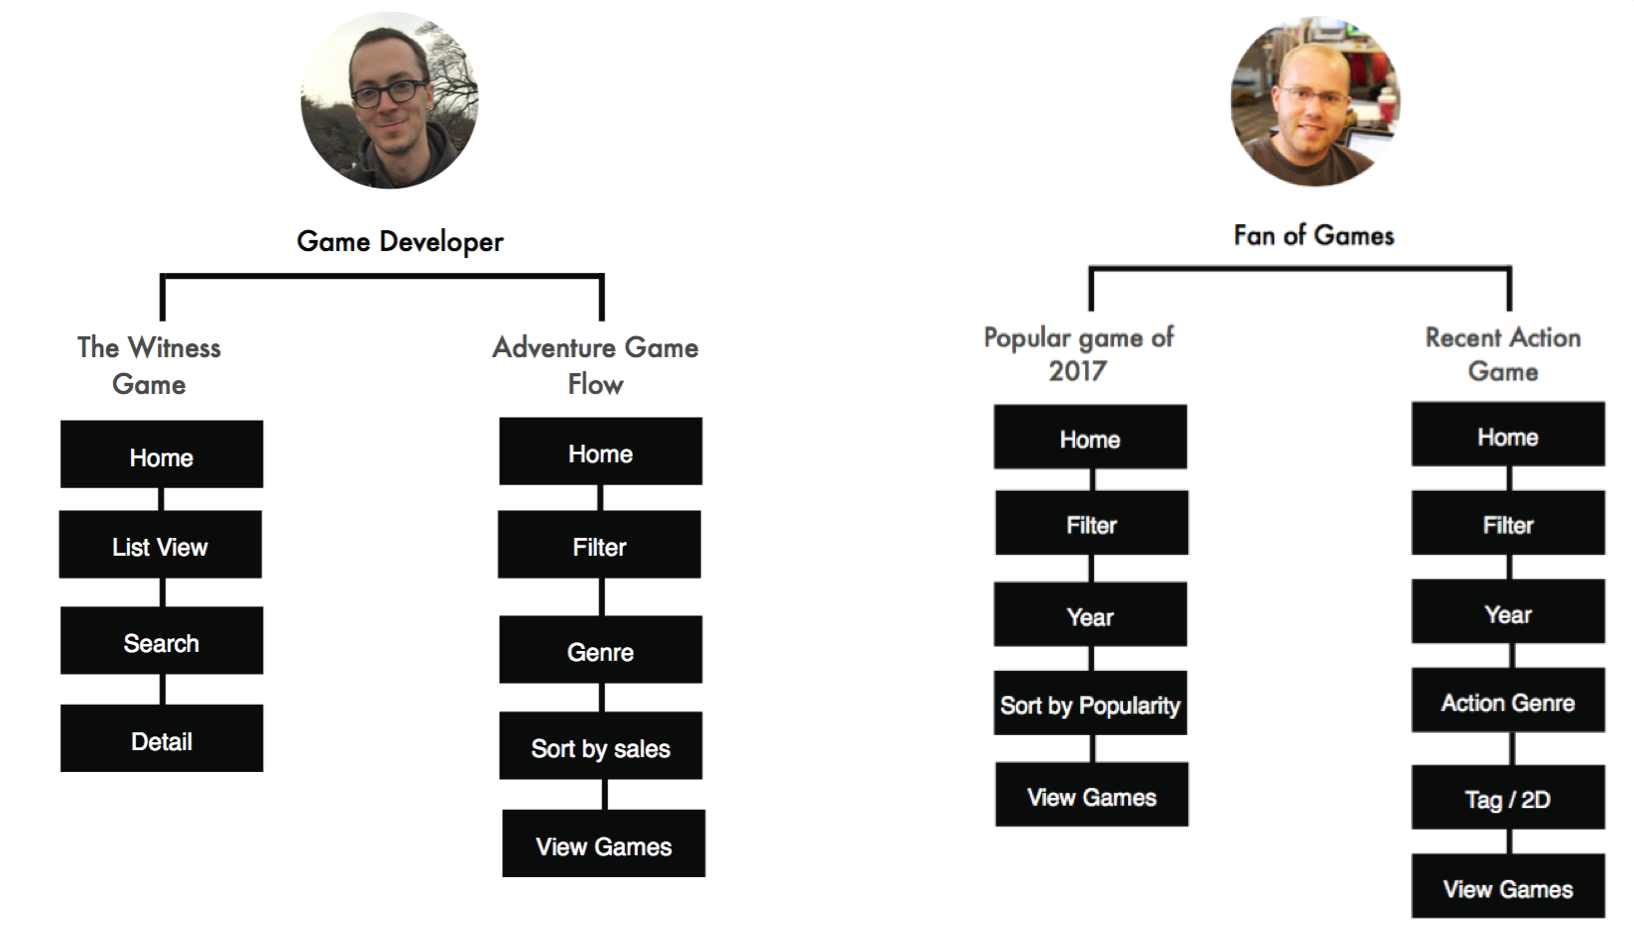 Game Developer
The Witness
Game
Home
List View
Search
Detail
Adventure Game
Flow
Home
Filter
Genre
Sort by sales
View Games
Fan of Games
Popular game of
2017
Home
Filter
Year
Sort by Popularity
View Games
Recent Action
Game
Home
Filter
Year
Action Genre
Tag / 2D
View Games